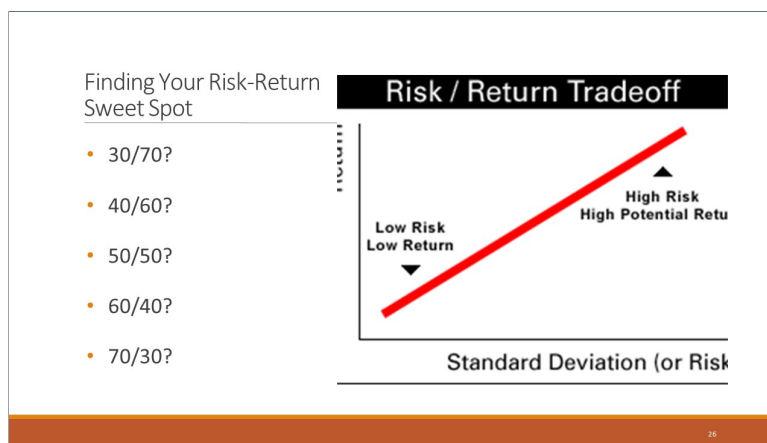 Finding Your Risk-Return
Sweet Spot
• 30/70?
• 40/60?
• 50/50?
• 60/40?
• 70/30?
Risk / Return Tradeoff
Return
Low Risk
Low Return
High Risk
High Potential Retu
Standard Deviation (or Risk
26